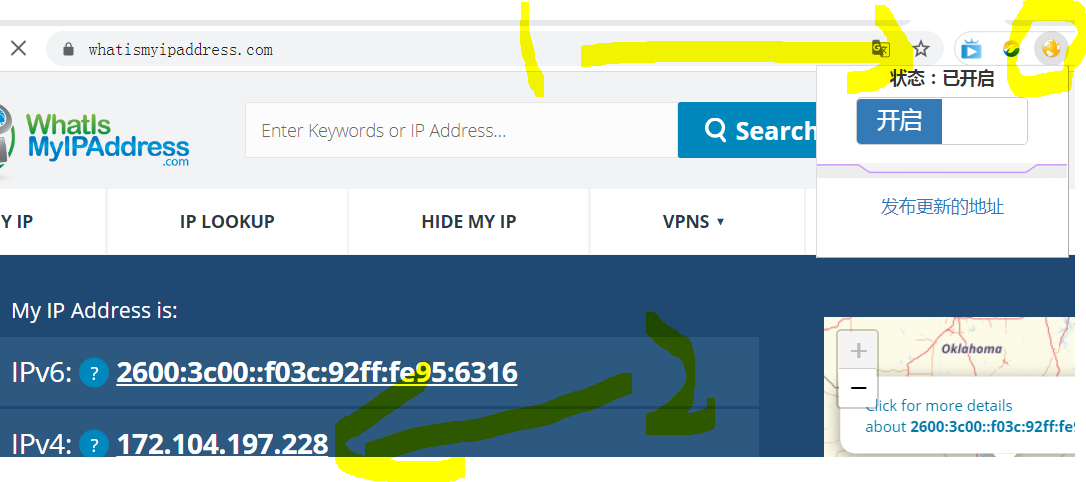 whatismyipaddress.com
状态：已开启
开启
WhatIs
MyIPAddress
.com
Enter Keywords or IP Address...
Search
Y IP
IP LOOKUP
HIDE MY IP
VPNS
发布更新的地址
My IP Address is:
IPv6: ? 2600:3c00::f03c:92ff:fe95:6316
IPv4: ? 172.104.197.228
Oklahoma
+
−
Click for more details
about 2600:3c00::f03c:92ff:fe9
1
2